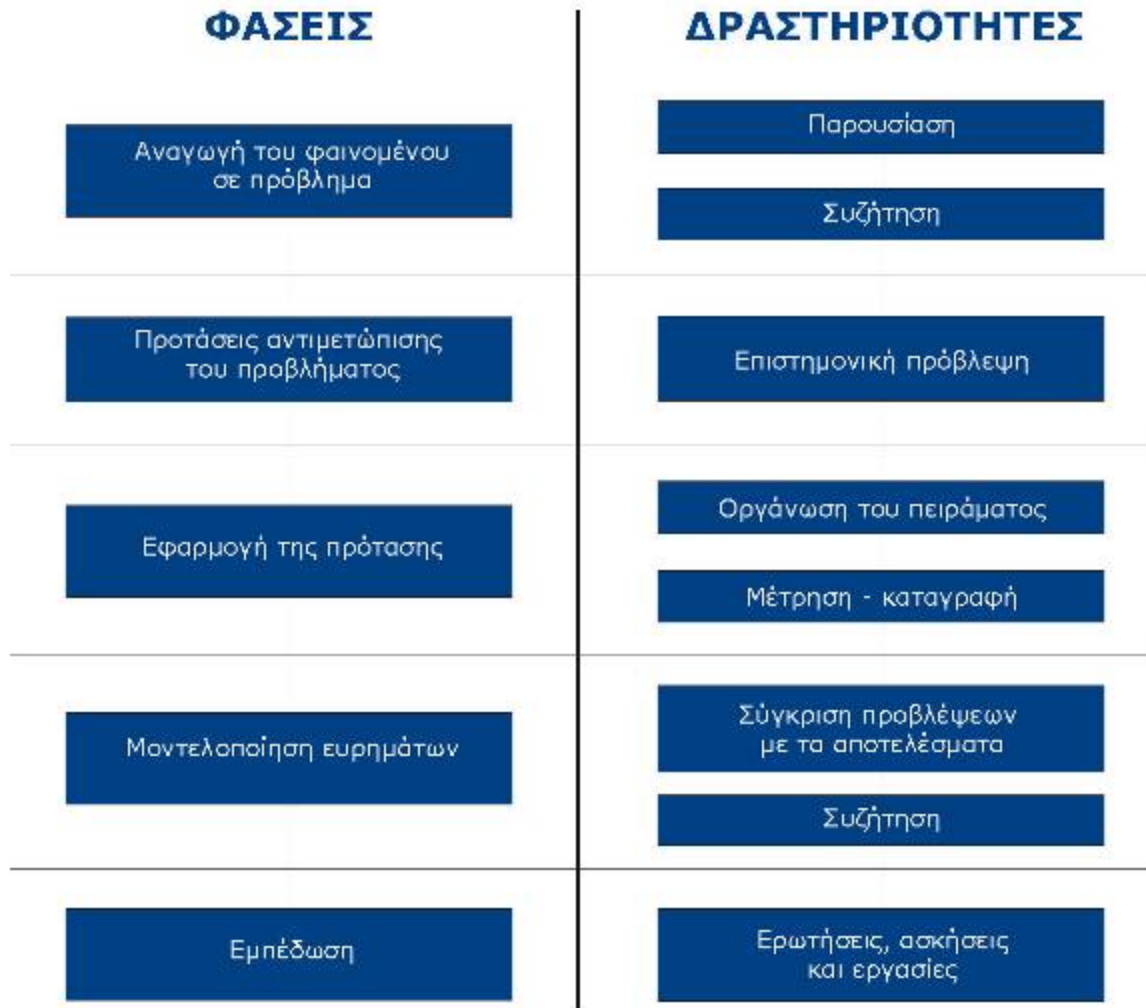 ΦΑΣΕΙΣ
ΔΡΑΣΤΗΡΙΟΤΗΤΕΣ
Αναγωγή του φαινομένου
σε πρόβλημα
Παρουσίαση
Συζήτηση
Προτάσεις αντιμετώπισης
του προβλήματος
Επιστημονική πρόβλεψη
Εφαρμογή της πρότασης
Οργάνωση του πειράματος
Μέτρηση - καταγραφή
Μοντελοποίηση ευρημάτων
Σύγκριση προβλέψεων
με τα αποτελέσματα
Συζήτηση
Εμπέδωση
Ερωτήσεις, ασκήσεις
και εργασίες